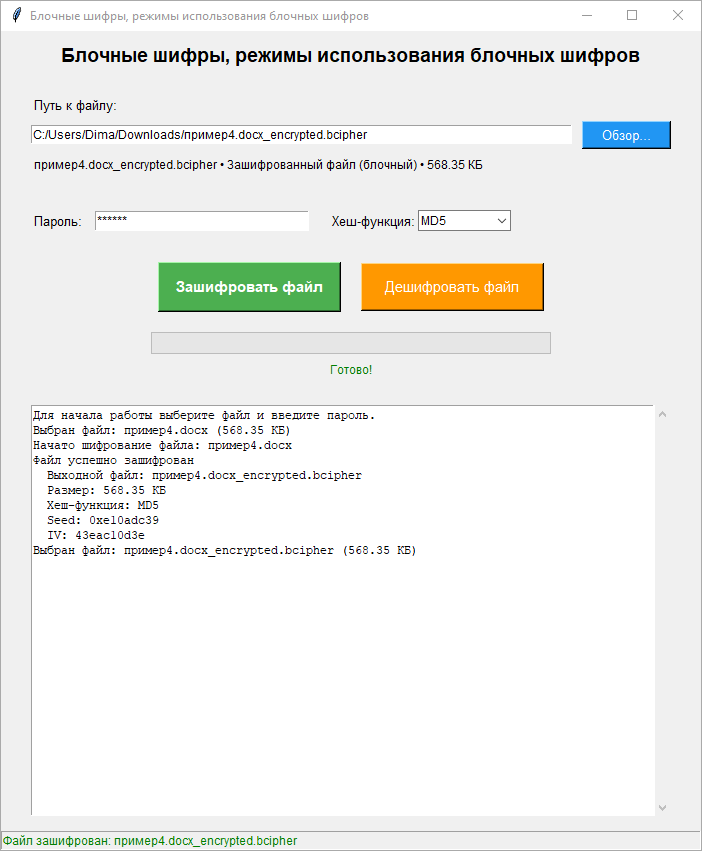 Блочные шифры, режимы использования блочных шифров
Блочные шифры, режимы использования блочных шифров
Путь к файлу:
C:/Users/Dima/Downloads/пример4.docx_encrypted.bcipher
Обзор...
пример4.docx_encrypted.bcipher • Зашифрованный файл (блочный) • 568.35 КБ
Пароль: ****** Хеш-функция: MD5
Зашифровать файл
Дешифровать файл
Готово!
Для начала работы выберите файл и введите пароль.
Выбран файл: пример4.docx (568.35 КБ)
Начато шифрование файла: пример4.docx
Файл успешно зашифрован
Выходной файл: пример4.docx_encrypted.bcipher
Размер: 568.35 КБ
Хеш-функция: MD5
Seed: 0xe10adc39
IV: 43eac10d3e
Выбран файл: пример4.docx_encrypted.bcipher (568.35 КБ)
Файл зашифрован: пример4.docx_encrypted.bcipher